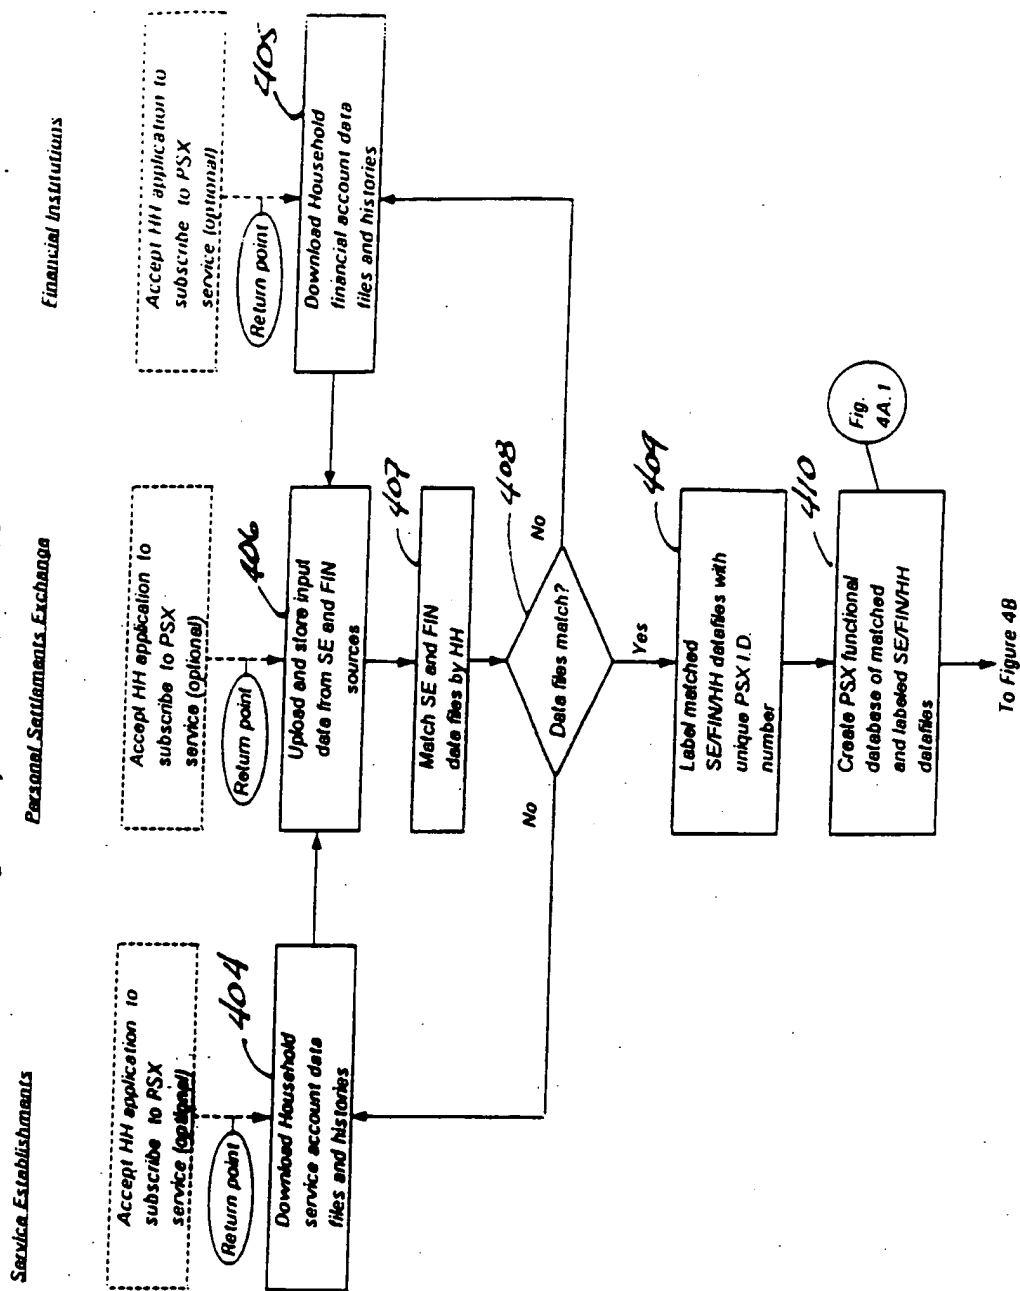 Service Establishments
Personal Settlements Exchange
Financial Institutions
Accept HH application to
subscribe to PSX
service (optional)
Accept HH application to
subscribe to PSX
service (optional)
Accept HH application to
subscribe to PSX
service (optional)
Return point
Return point
Return point
404
Download Household
service account data
files and histories
406
Upload and store input
data from SE and FIN
sources
405
Download Household
financial account data
files and histories
407
Match SE and FIN
data files by HH
408
Data files match?
No
No
Yes
409
Label matched
SE/FIN/HH datafiles with
unique PSX I.D.
number
410
Create PSX functional
database of matched
and labeled SE/FIN/HH
datafiles
Fig.
4A.1
To Figure 4B